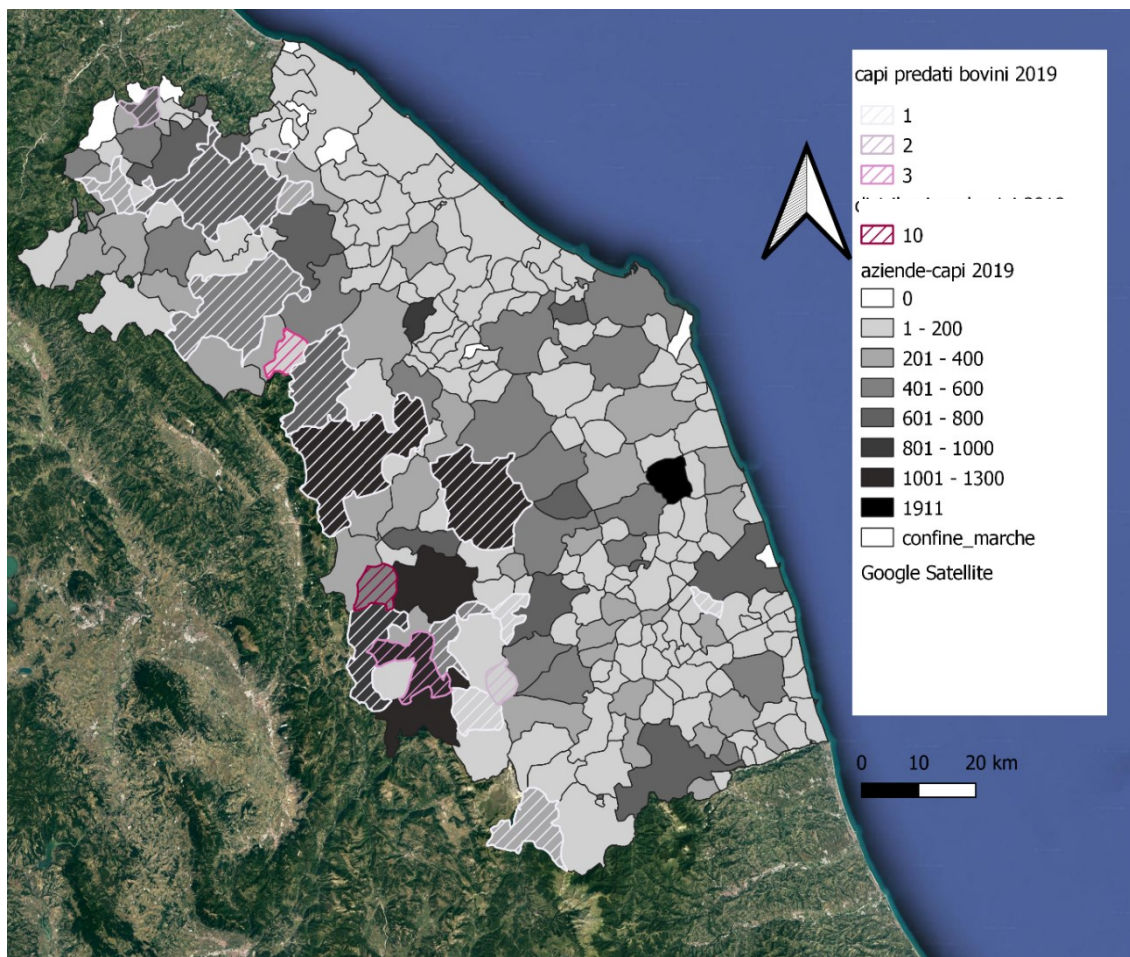 capi predati bovini 2019
1
2
3
10
aziende-capi 2019
0
1 - 200
201 - 400
401 - 600
601 - 800
801 - 1000
1001 - 1300
1911
confine_marche
Google Satellite
0 10 20 km